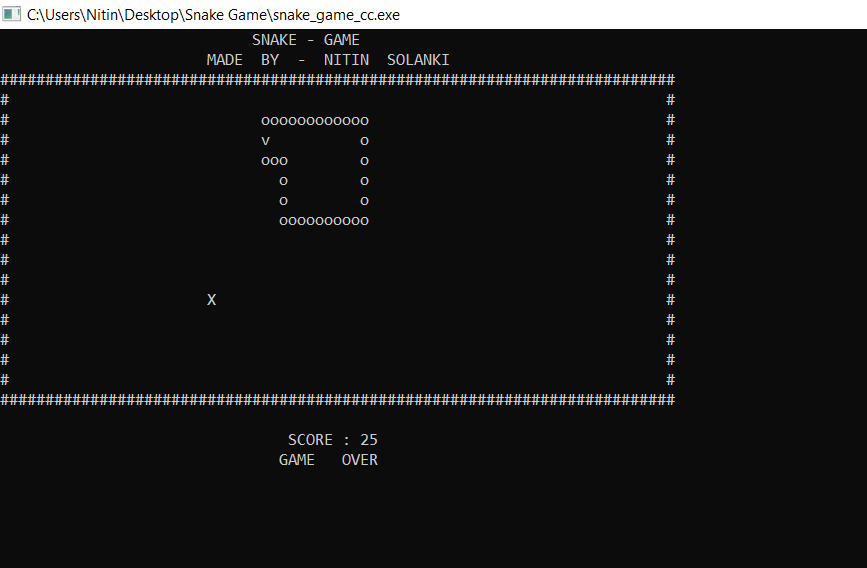 C:\Users\Nitin\Desktop\Snake Game\snake_game_cc.exe
SNAKE - GAME
MADE  BY  -  NITIN  SOLANKI
###########################################################################
#                                                                         #
#                            oooooooooooo                                 #
#                            v          o                                 #
#                            ooo        o                                 #
#                              o        o                                 #
#                              o        o                                 #
#                              oooooooooo                                 #
#                                                                         #
#                                                                         #
#                                                                         #
#                      X                                                  #
#                                                                         #
#                                                                         #
#                                                                         #
#                                                                         #
###########################################################################
SCORE : 25
GAME   OVER